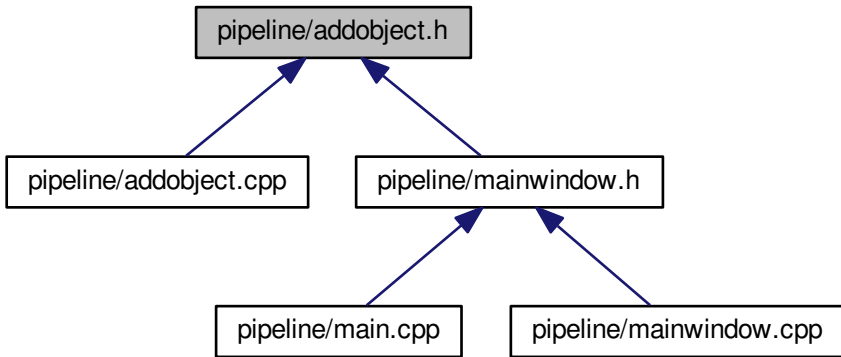 pipeline/addobject.h
pipeline/addobject.cpp
pipeline/mainwindow.h
pipeline/main.cpp
pipeline/mainwindow.cpp